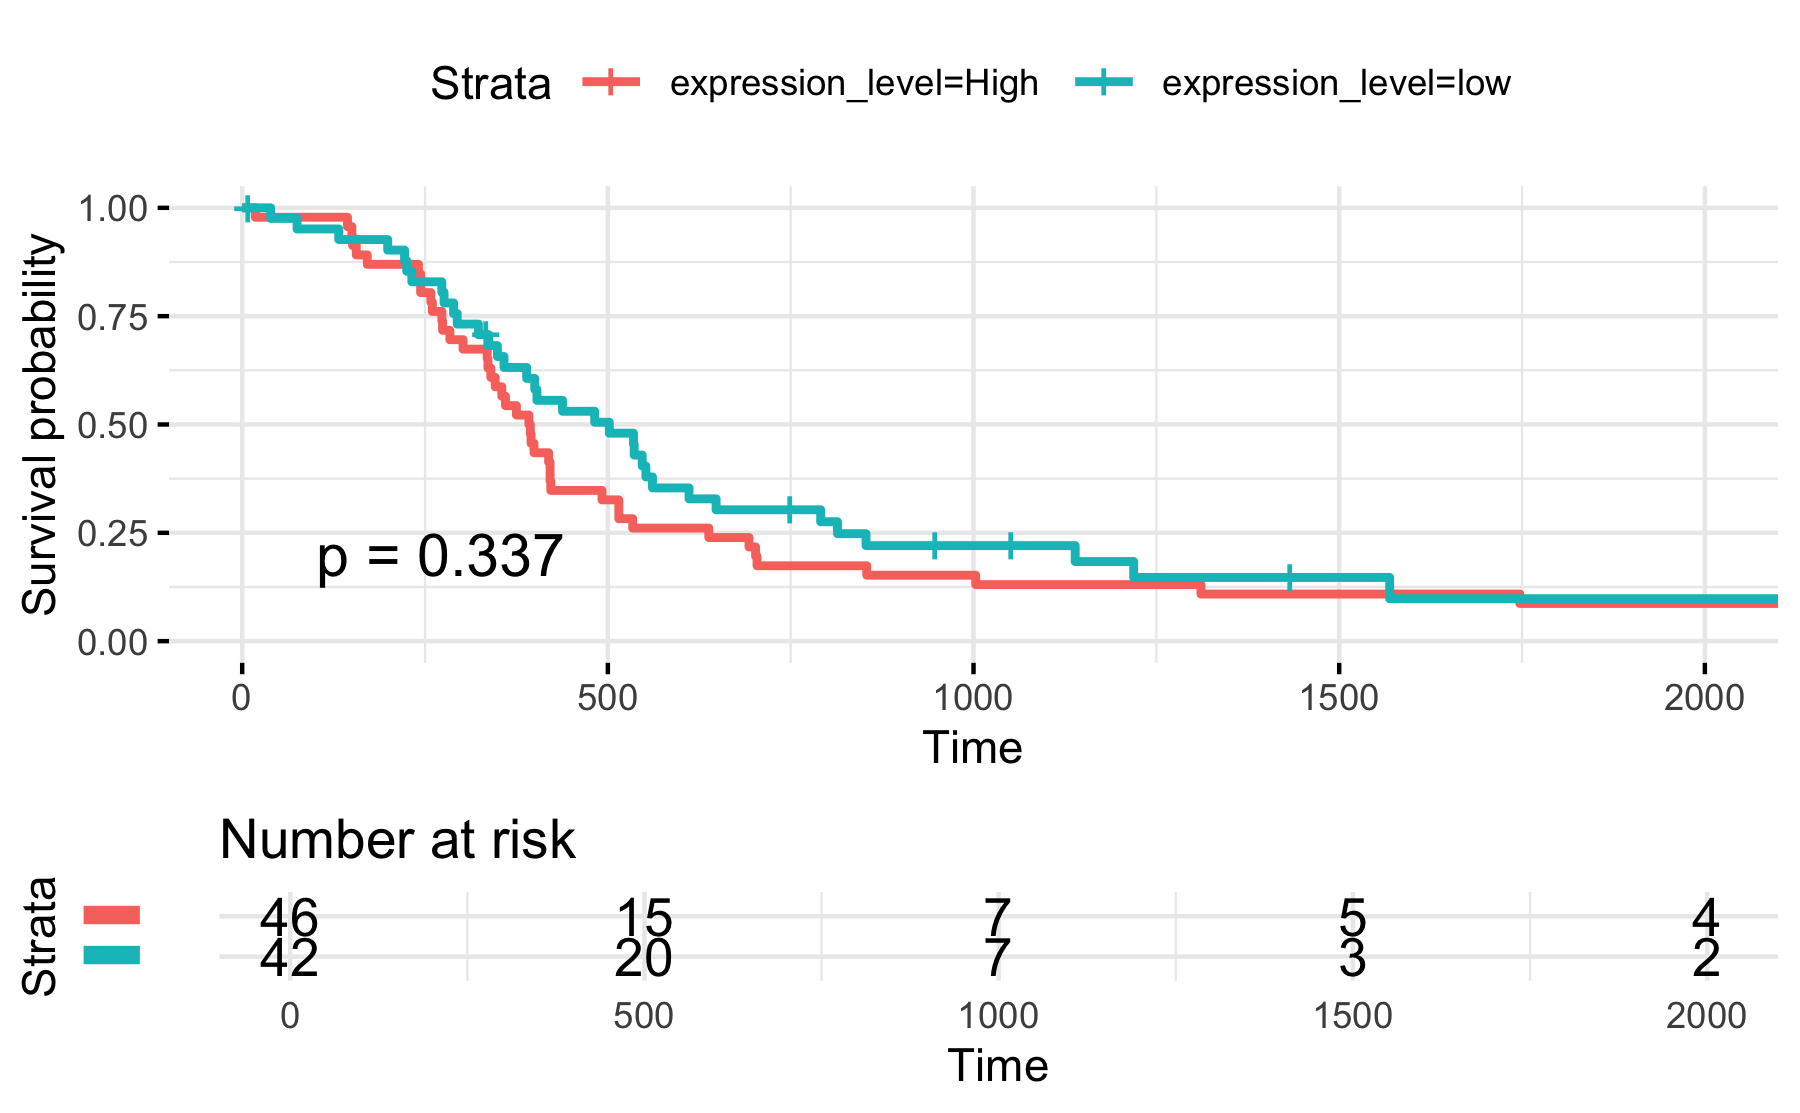 Strata expression_level=High expression_level=low
Survival probability
1.00
0.75
0.50
0.25
0.00
p = 0.337
0 500 1000 1500 2000
Time
Number at risk
Strata
46 15 7 5 4
42 20 7 3 2
0 500 1000 1500 2000
Time